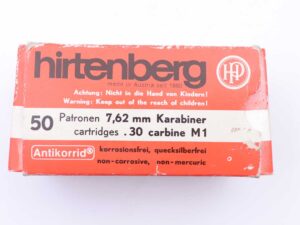 hirtenberg
made in Austria
HP
Achtung: Nicht in die Hand von Kindern!
Warning: Keep out of the reach of children!
50 Patronen 7,62 mm Karabiner
cartridges .30 carbine M1
Antikorrid®
korrosionsfrei, quecksilberfrei
non-corrosive, non-mercuric